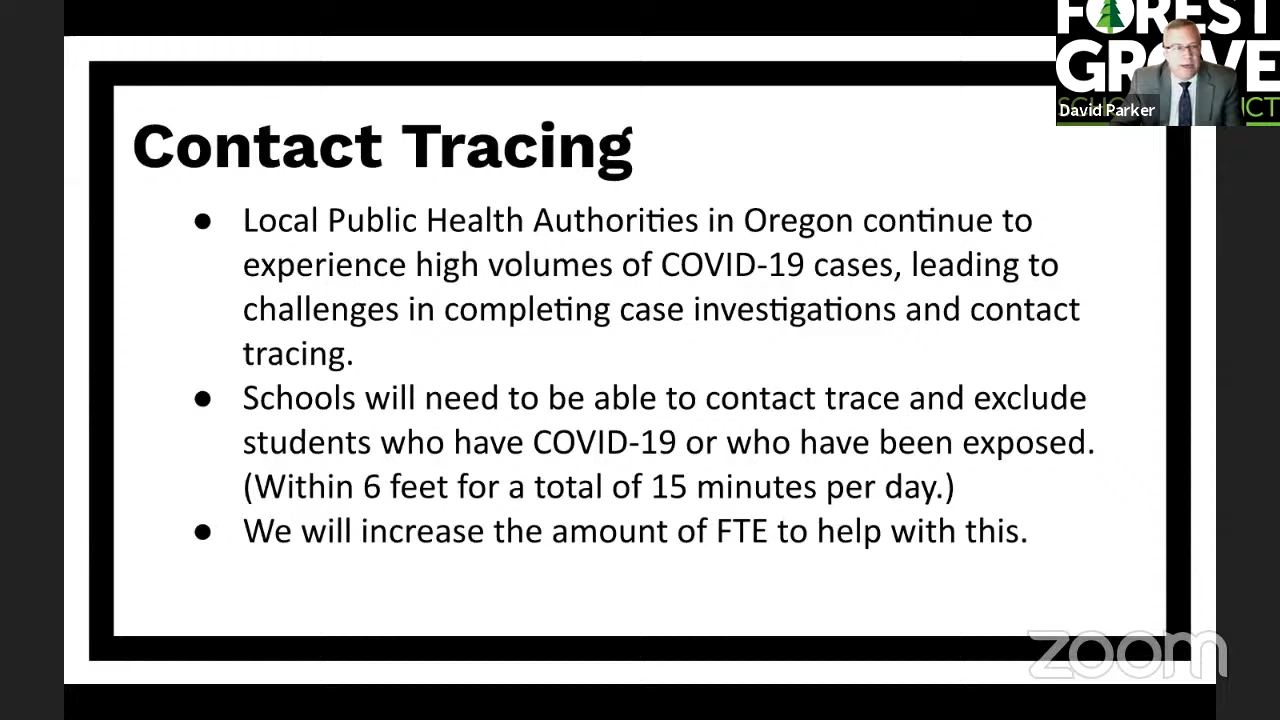 FOREST
GROVE
David Parker
Contact Tracing
● Local Public Health Authorities in Oregon continue to
experience high volumes of COVID-19 cases, leading to
challenges in completing case investigations and contact
tracing.
● Schools will need to be able to contact trace and exclude
students who have COVID-19 or who have been exposed.
(Within 6 feet for a total of 15 minutes per day.)
● We will increase the amount of FTE to help with this.
zoom